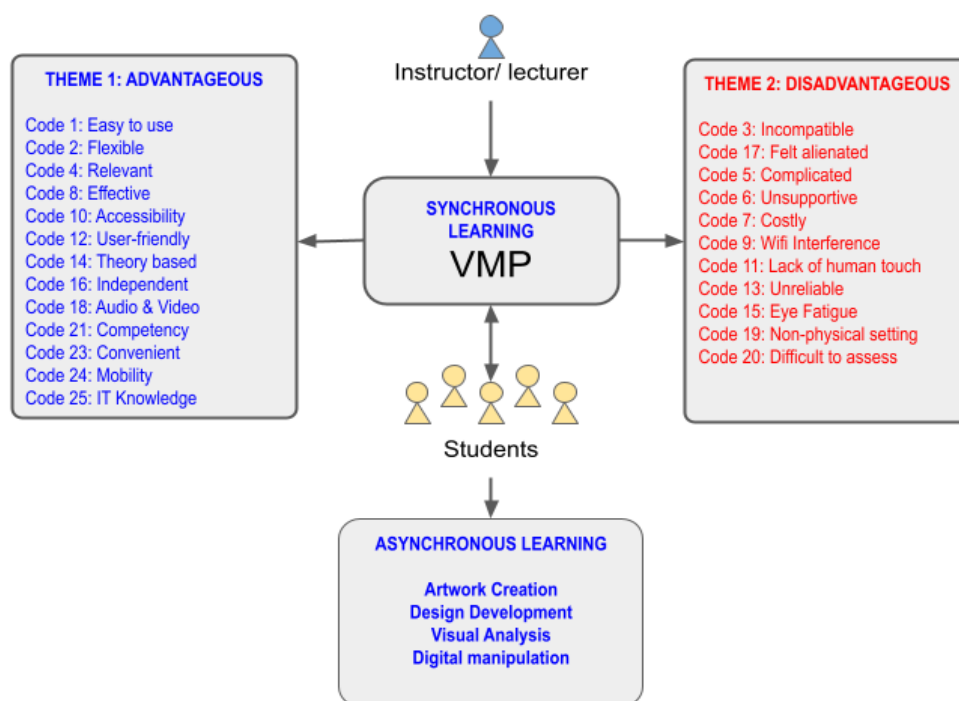 Instructor/ lecturer
THEME 1: ADVANTAGEOUS
Code 1: Easy to use
Code 2: Flexible
Code 4: Relevant
Code 8: Effective
Code 10: Accessibility
Code 12: User-friendly
Code 14: Theory based
Code 16: Independent
Code 18: Audio & Video
Code 21: Competency
Code 23: Convenient
Code 24: Mobility
Code 25: IT Knowledge
SYNCHRONOUS
LEARNING
VMP
THEME 2: DISADVANTAGEOUS
Code 3: Incompatible
Code 17: Felt alienated
Code 5: Complicated
Code 6: Unsupportive
Code 7: Costly
Code 9: Wifi Interference
Code 11: Lack of human touch
Code 13: Unreliable
Code 15: Eye Fatigue
Code 19: Non-physical setting
Code 20: Difficult to assess
Students
ASYNCHRONOUS LEARNING
Artwork Creation
Design Development
Visual Analysis
Digital manipulation